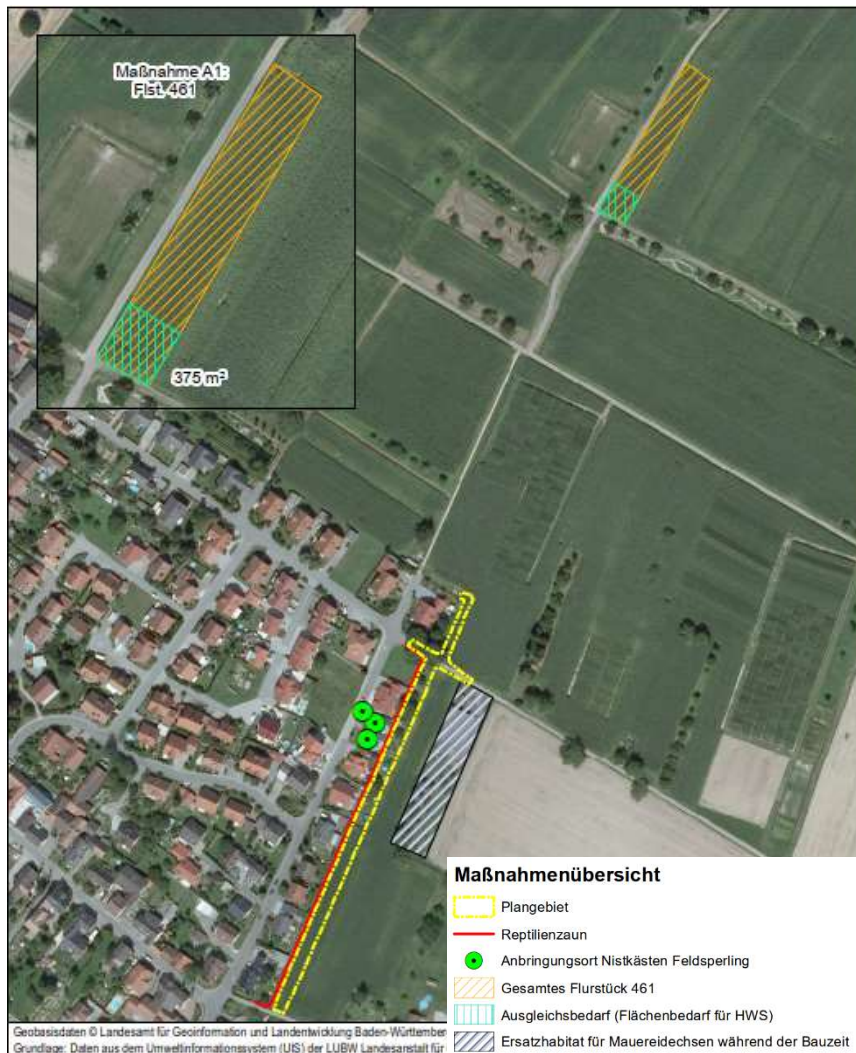 Maßnahme A1:
Flst. 461
375 m²
Maßnahmenübersicht
Plangebiet
Reptilienzaun
Anbringungsort Nistkästen Feldsperling
Gesamtes Flurstück 461
Ausgleichsbedarf (Flächenbedarf für HWS)
Ersatzhabitat für Mauereidechsen während der Bauzeit
Geobasisdaten © Landesamt für Geoinformation und Landentwicklung Baden-Württember
Grundlage: Daten aus dem Umweltinformationssystem (UIS) der LUBW Landesanstalt für